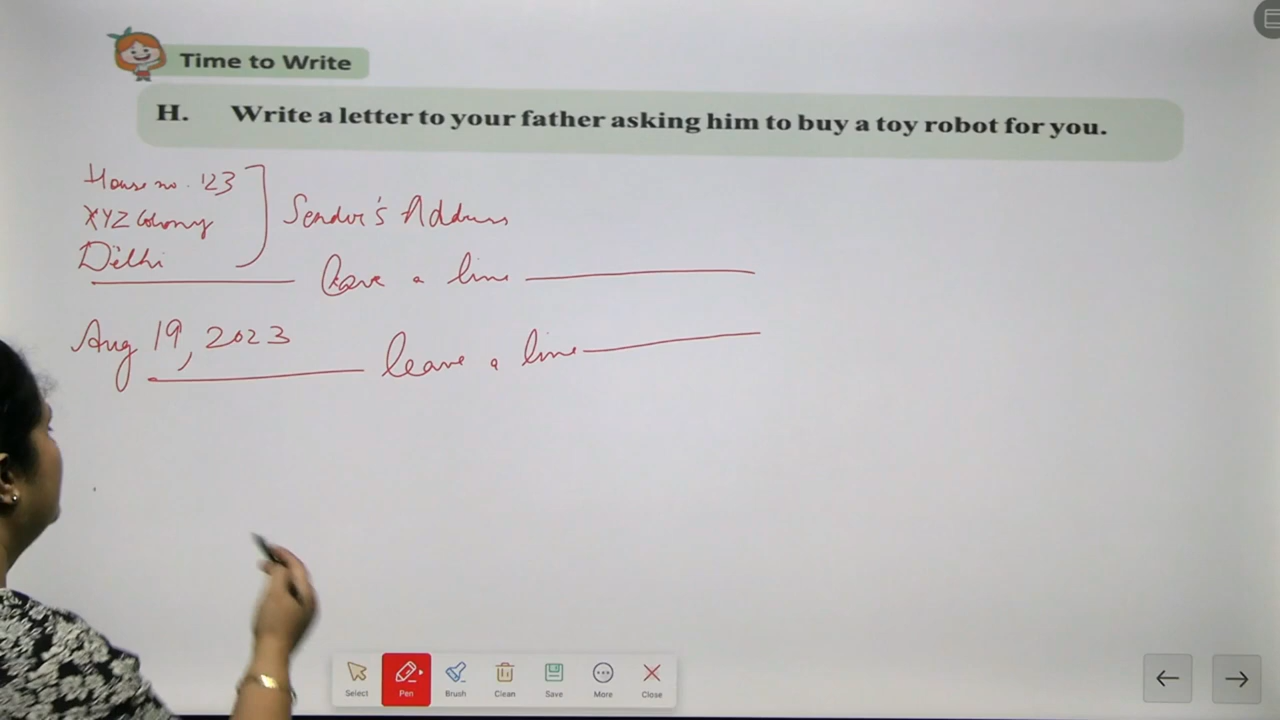 Time to Write
H. Write a letter to your father asking him to buy a toy robot for you.
House no. 123
XYZ Colony
Delhi
Sender's Address
leave a line
Aug 19, 2023
leave a line
Select Pen Brush Clean Save More Close